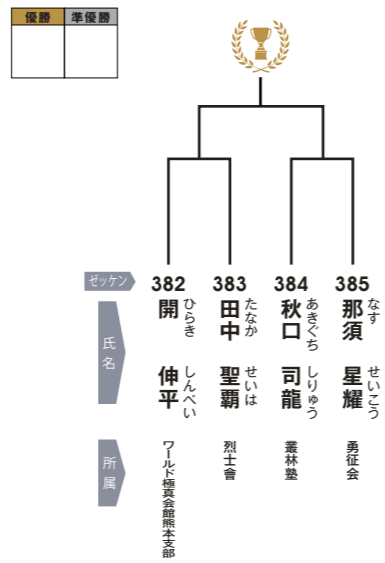 優勝
準優勝
ゼッケン
382
383
384
385
氏名
開 伸平
ひらき しんぺい
田中 聖覇
たなか せいは
秋口 司龍
あきぐち しりゅう
那須 星耀
なす せいこう
所属
ワールド極真会館熊本支部
烈士會
叢林塾
勇征会